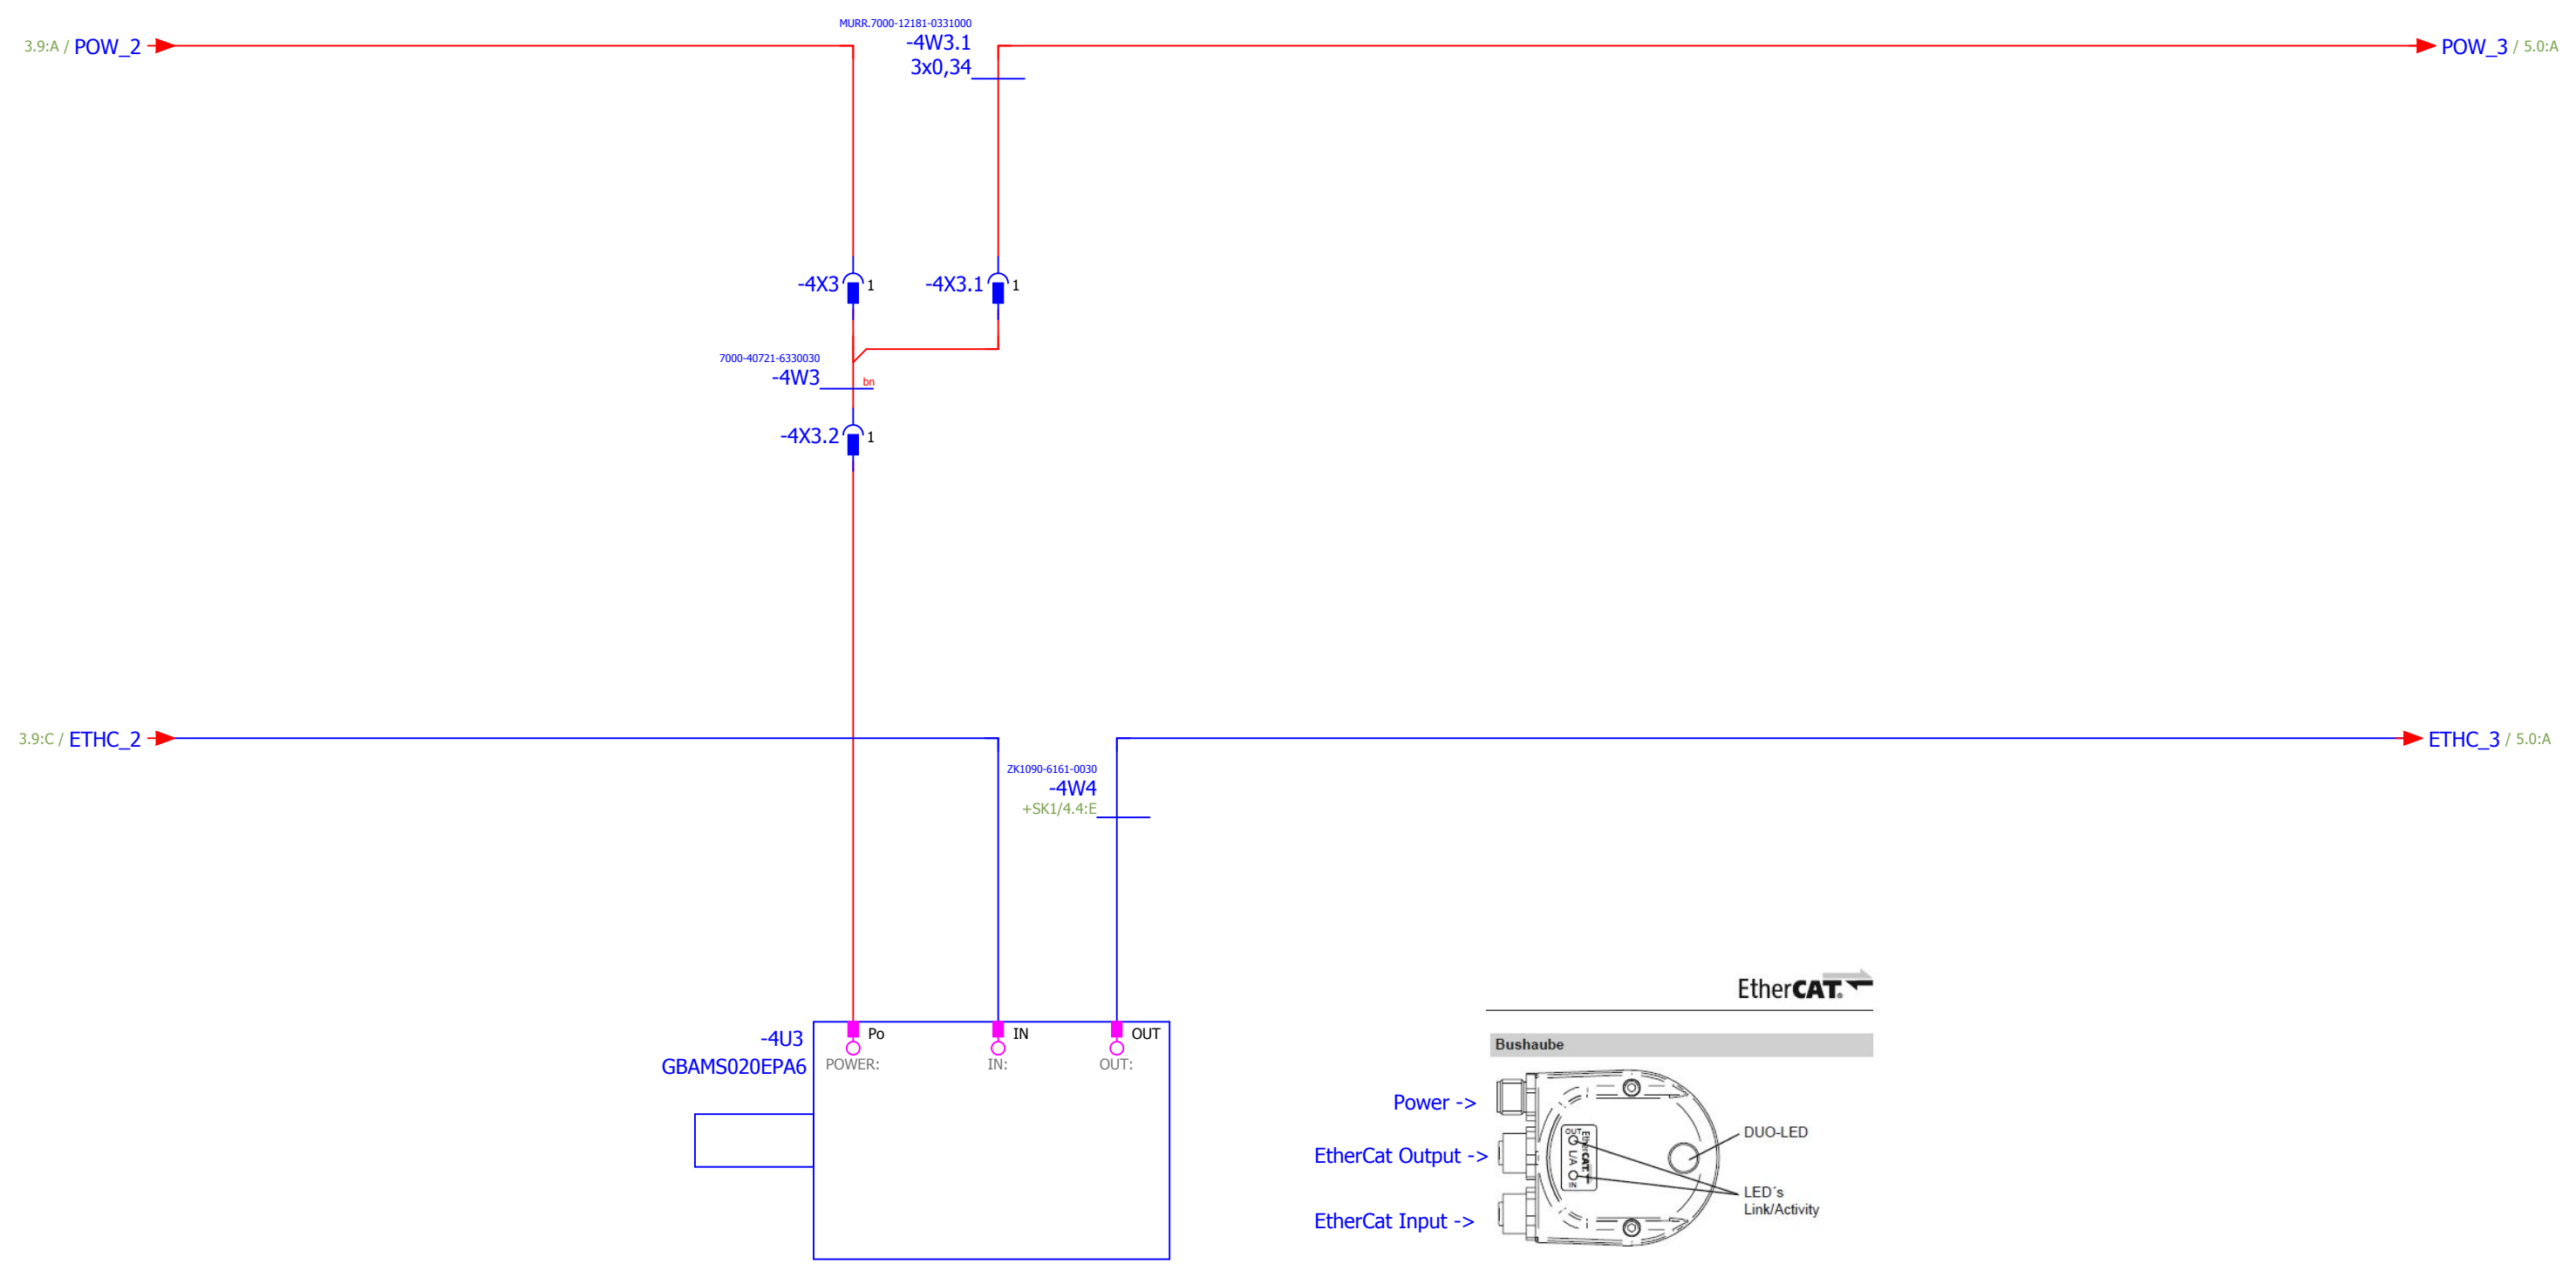 MURR.7000-12181-0331000
3.9:A / POW_2
-4W3.1
POW_3 / 5.0:A
3x0,34
-4X3 1
-4X3.1 1
7000-40721-6330030
-4W3
bn
-4X3.2 1
3.9:C / ETHC_2
ETHC_3 / 5.0:A
ZK1090-6161-0030
-4W4
+SK1/4.4:E
-4U3
GBAMS020EPA6
Po
IN
OUT
POWER:
IN:
OUT:
EtherCAT®
Bushaube
Power ->
EtherCat Output ->
EtherCat Input ->
OUT
EtherCAT
L/A
IN
DUO-LED
LED´s
Link/Activity